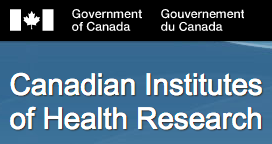 Government Gouvernement
of Canada du Canada
Canadian Institutes
of Health Research